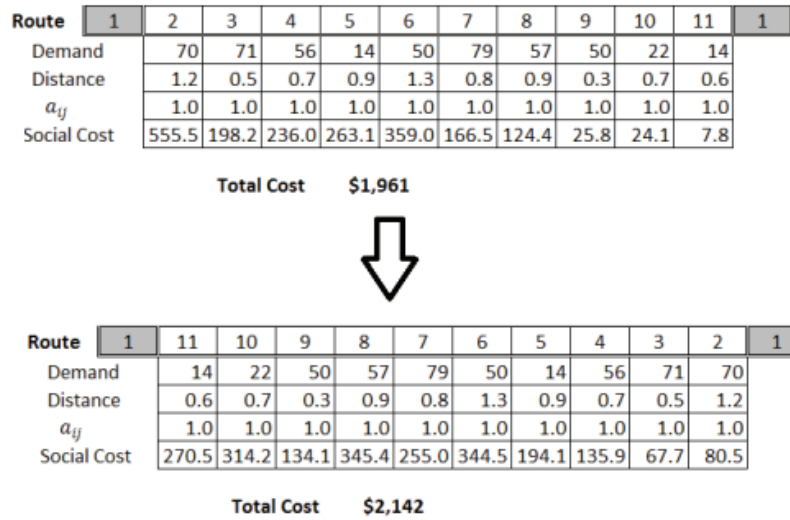 Route 1 2 3 4 5 6 7 8 9 10 11 1
Demand 70 71 56 14 50 79 57 50 22 14
Distance 1.2 0.5 0.7 0.9 1.3 0.8 0.9 0.3 0.7 0.6
a_{ij} 1.0 1.0 1.0 1.0 1.0 1.0 1.0 1.0 1.0 1.0
Social Cost 555.5 198.2 236.0 263.1 359.0 166.5 124.4 25.8 24.1 7.8
Total Cost $1,961
Route 1 11 10 9 8 7 6 5 4 3 2 1
Demand 14 22 50 57 79 50 14 56 71 70
Distance 0.6 0.7 0.3 0.9 0.8 1.3 0.9 0.7 0.5 1.2
a_{ij} 1.0 1.0 1.0 1.0 1.0 1.0 1.0 1.0 1.0 1.0
Social Cost 270.5 314.2 134.1 345.4 255.0 344.5 194.1 135.9 67.7 80.5
Total Cost $2,142